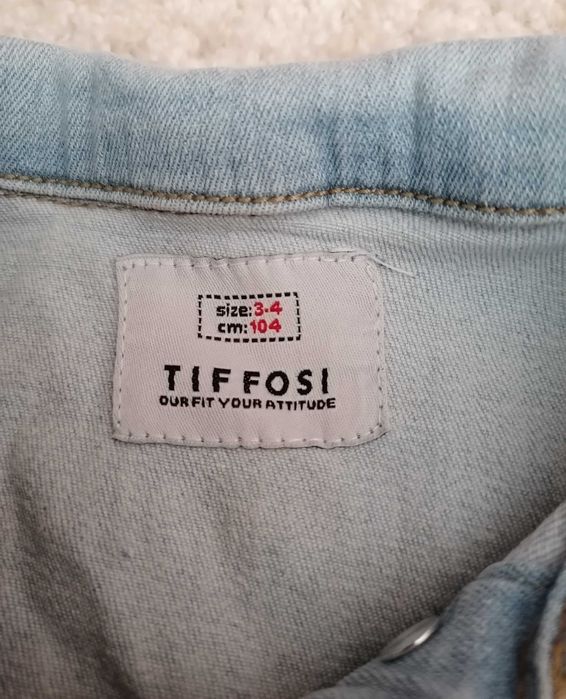 size:3-4
cm:104
TIFFOSI
OUR FIT YOUR ATTITUDE